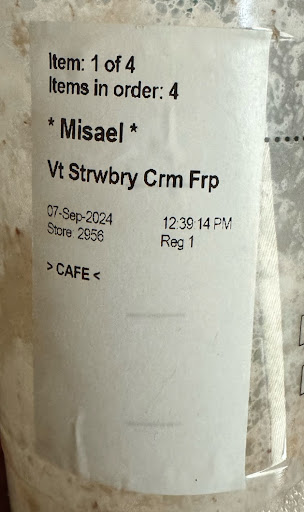 Item: 1 of 4
Items in order: 4
* Misael *
Vt Strwbry Crm Frp
07-Sep-2024 12:39:14 PM
Store: 2956 Reg 1
> CAFE <